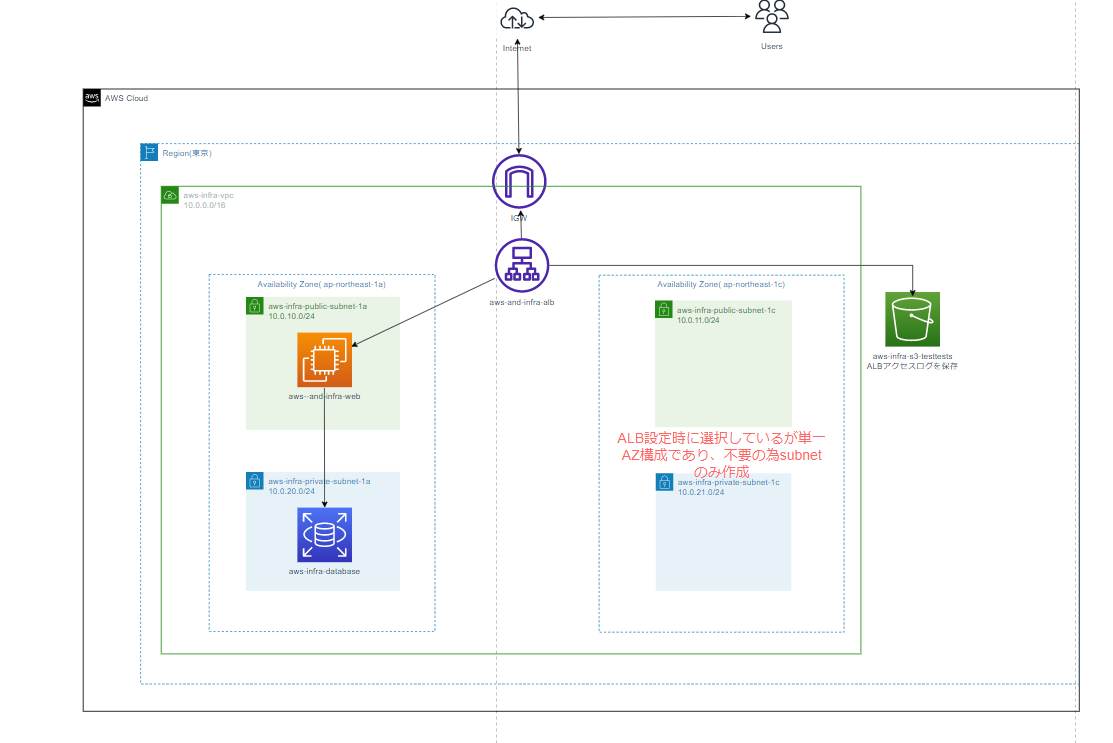 Internet
Users
aws
AWS Cloud
Region(東京)
aws-infra-vpc
10.0.0.0/16
IGW
aws-and-infra-alb
Availability Zone( ap-northeast-1a)
aws-infra-public-subnet-1a
10.0.10.0/24
aws--and-infra-web
aws-infra-private-subnet-1a
10.0.20.0/24
aws-infra-database
Availability Zone( ap-northeast-1c)
aws-infra-public-subnet-1c
10.0.11.0/24
ALB設定時に選択しているが単一
AZ構成であり、不要の為subnet
のみ作成
aws-infra-private-subnet-1c
10.0.21.0/24
aws-infra-s3-testtests
ALBアクセスログを保存